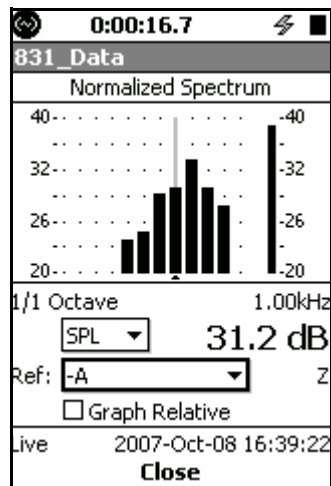 0:00:16.7
831_Data
Normalized Spectrum
40 -40
32 -32
26 -26
20 -20
1/1 Octave 1.00kHz
SPL 31.2 dB
Ref: -A Z
Graph Relative
Live 2007-Oct-08 16:39:22
Close